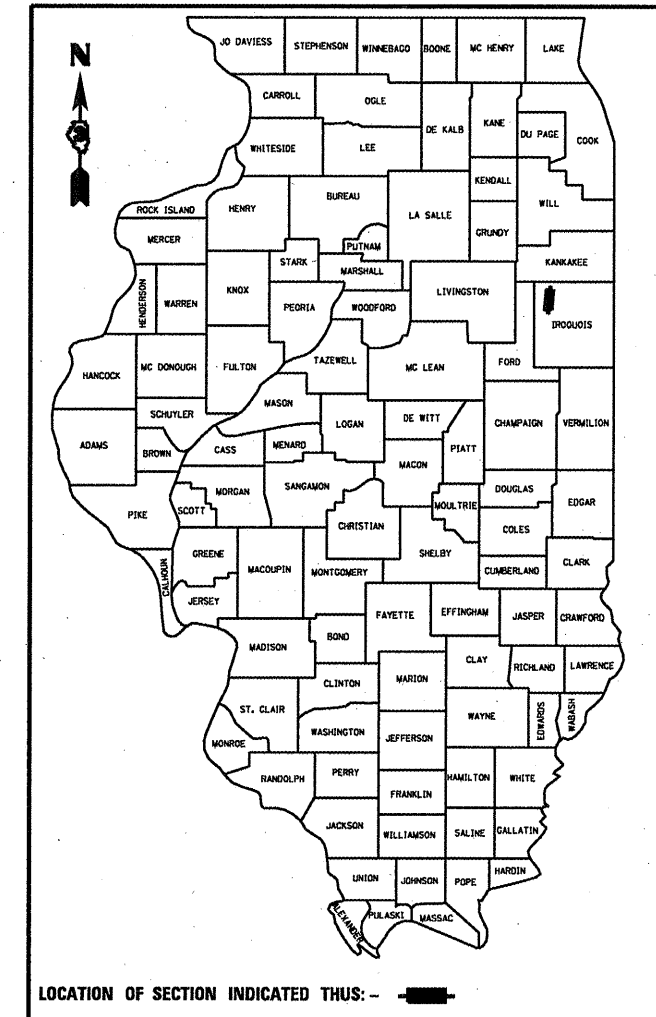 N
JO DAVIESS STEPHENSON WINNEBAGO BOONE MC HENRY LAKE
CARROLL OGLE DE KALB KANE DU PAGE COOK
WHITESIDE LEE
KENDALL WILL
ROCK ISLAND HENRY BUREAU LA SALLE GRUNDY
MERCER PUTNAM
STARK MARSHALL KANKAKEE
HENDERSON WARREN KNOX PEORIA WOODFORD LIVINGSTON IROQUOIS
HANCOCK MC DONOUGH FULTON TAZEWELL MC LEAN FORD
SCHUYLER MASON LOGAN DE WITT CHAMPAIGN VERMILION
ADAMS BROWN CASS MENARD MACON PIATT
PIKE SCOTT MORGAN SANGAMON CHRISTIAN MOULTRIE DOUGLAS EDGAR
COLES
CALHOUN GREENE MACOUPIN MONTGOMERY SHELBY CUMBERLAND CLARK
JERSEY FAYETTE EFFINGHAM JASPER CRAWFORD
MADISON BOND
CLINTON MARION CLAY RICHLAND LAWRENCE
ST. CLAIR WASHINGTON JEFFERSON WAYNE EDWARDS WABASH
MONROE
RANDOLPH PERRY HAMILTON WHITE
FRANKLIN
JACKSON WILLIAMSON SALINE GALLATIN
UNION JOHNSON POPE HARDIN
ALEXANDER PULASKI MASSAC
LOCATION OF SECTION INDICATED THUS: -